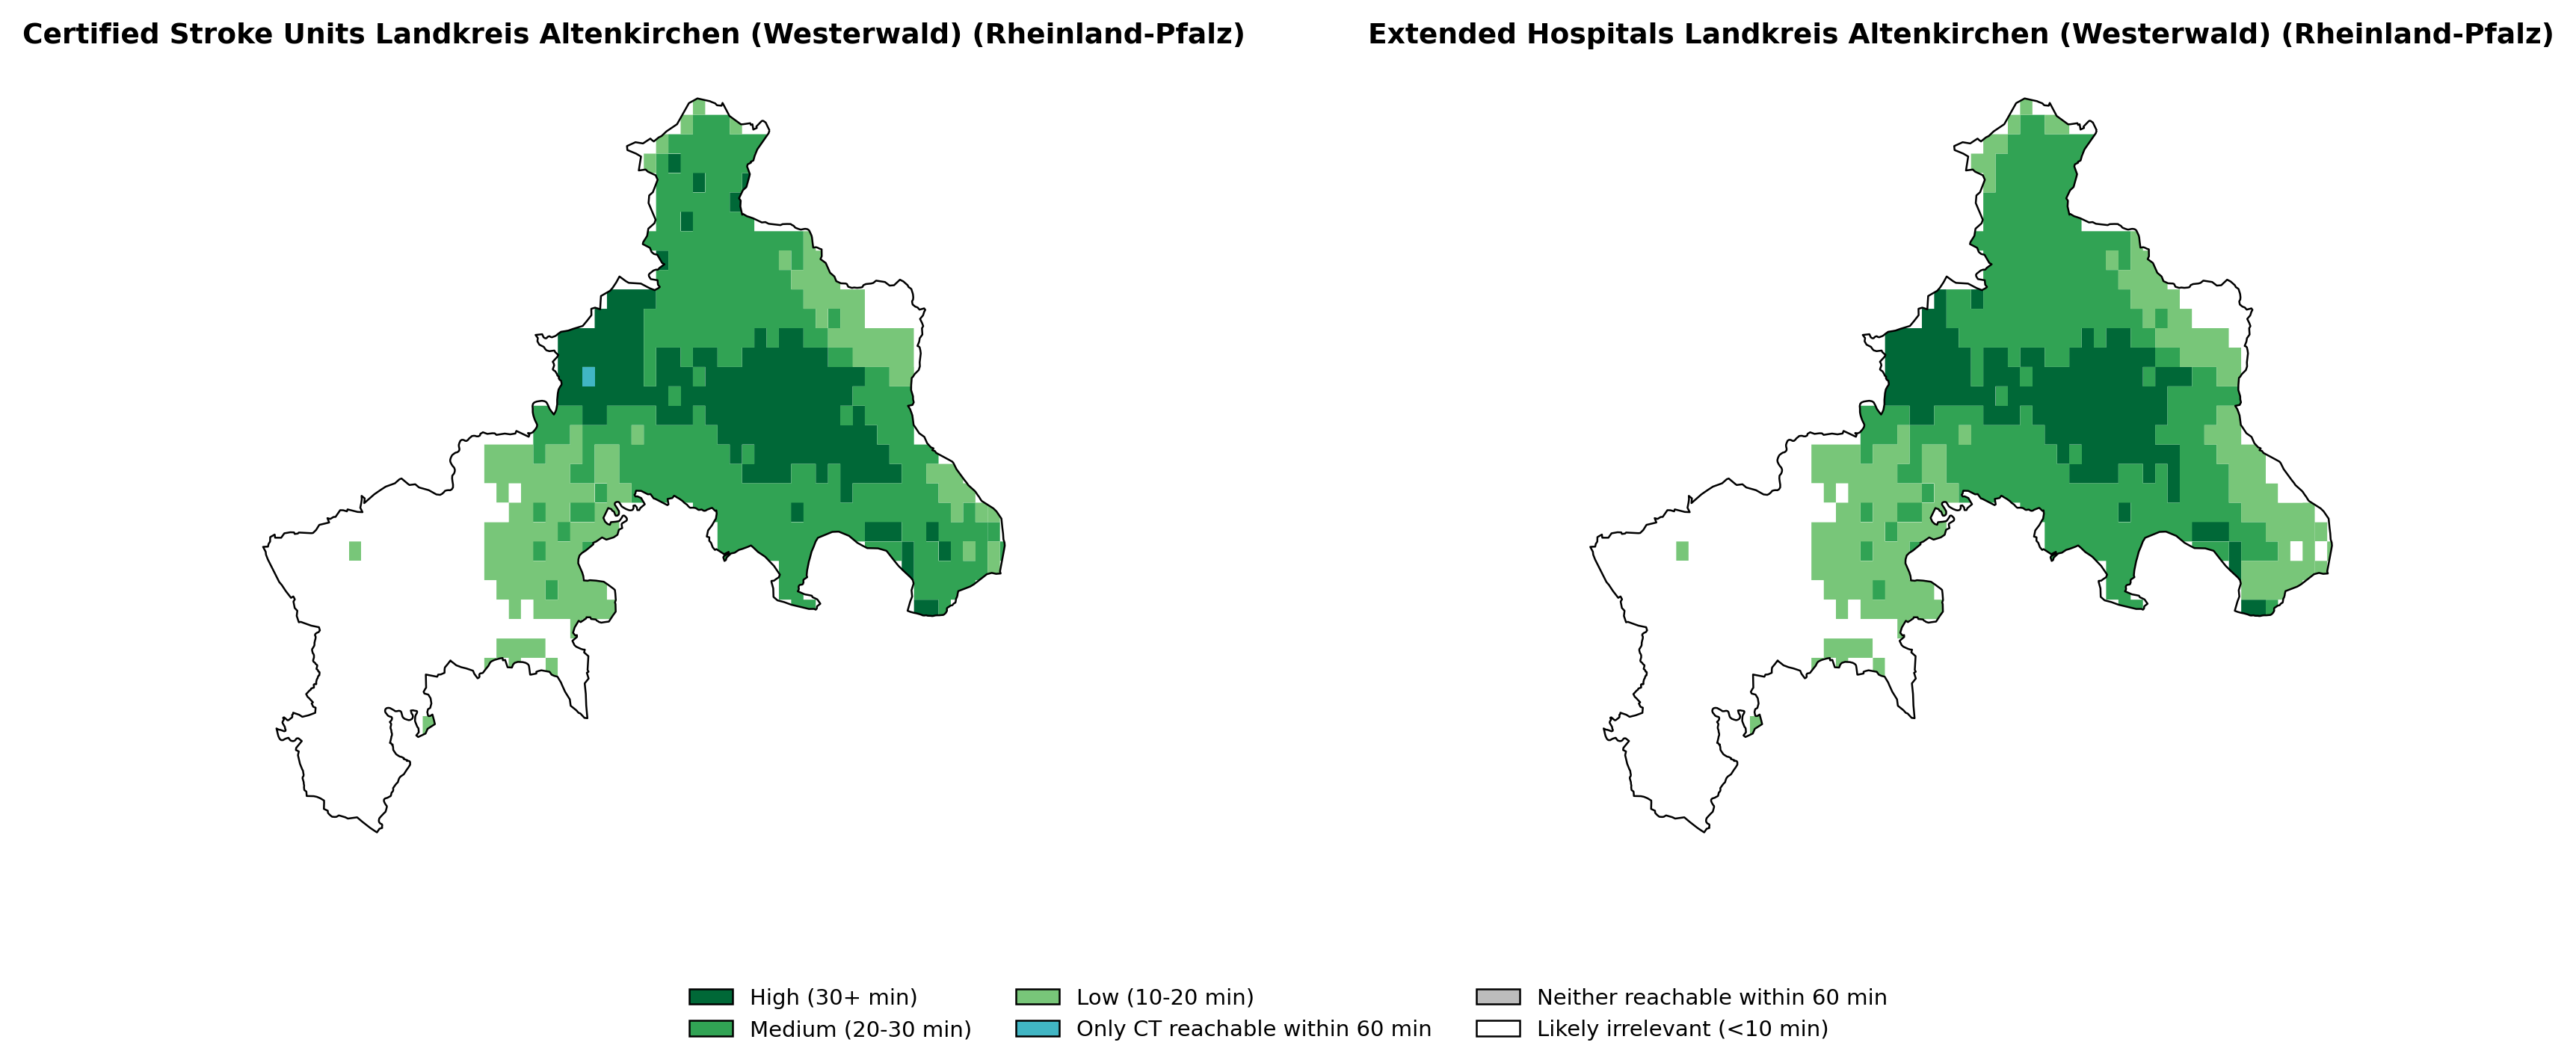 Certified Stroke Units Landkreis Altenkirchen (Westerwald) (Rheinland-Pfalz)
Extended Hospitals Landkreis Altenkirchen (Westerwald) (Rheinland-Pfalz)
High (30+ min)
Medium (20-30 min)
Low (10-20 min)
Only CT reachable within 60 min
Neither reachable within 60 min
Likely irrelevant (<10 min)